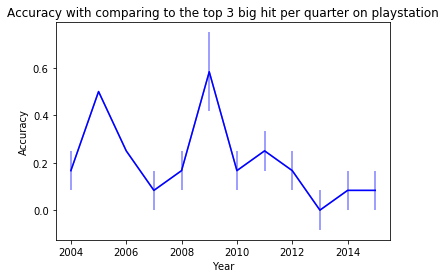 Accuracy with comparing to the top 3 big hit per quarter on playstation
0.6
0.4
0.2
0.0
Accuracy
2004 2006 2008 2010 2012 2014
Year